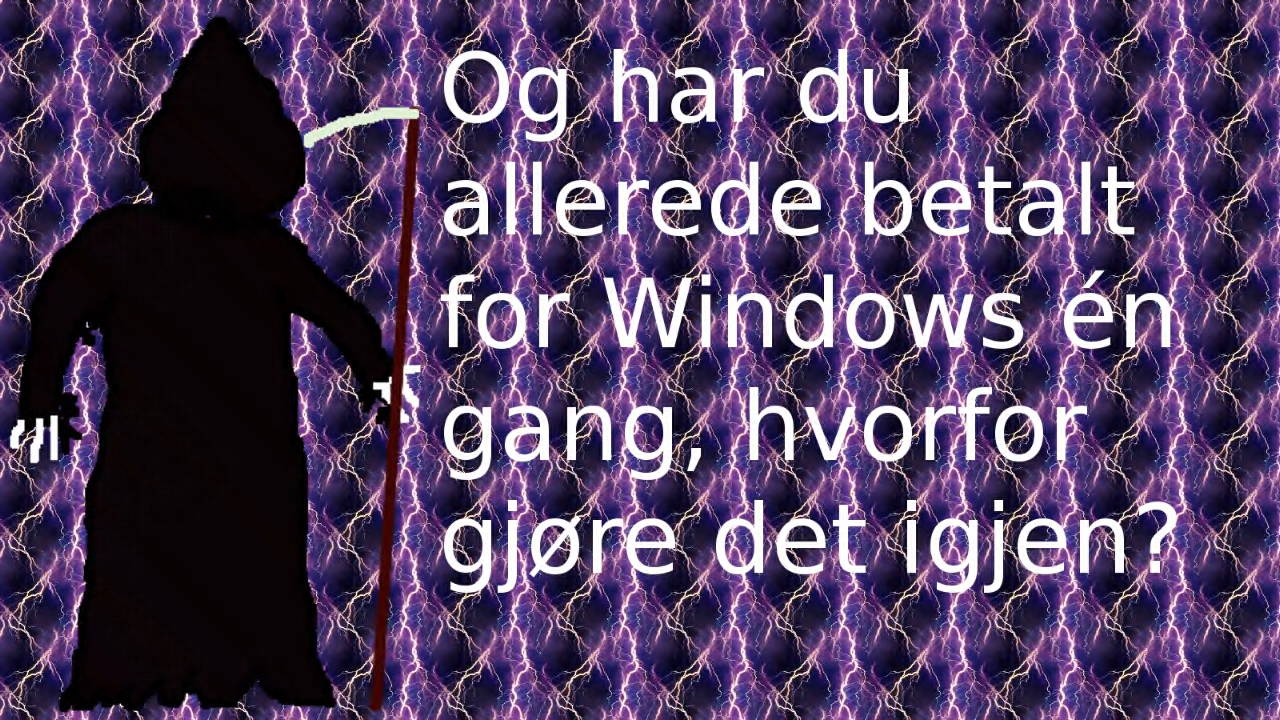 Og har du
allerede betalt
for Windows én
gang, hvorfor
gjøre det igjen?